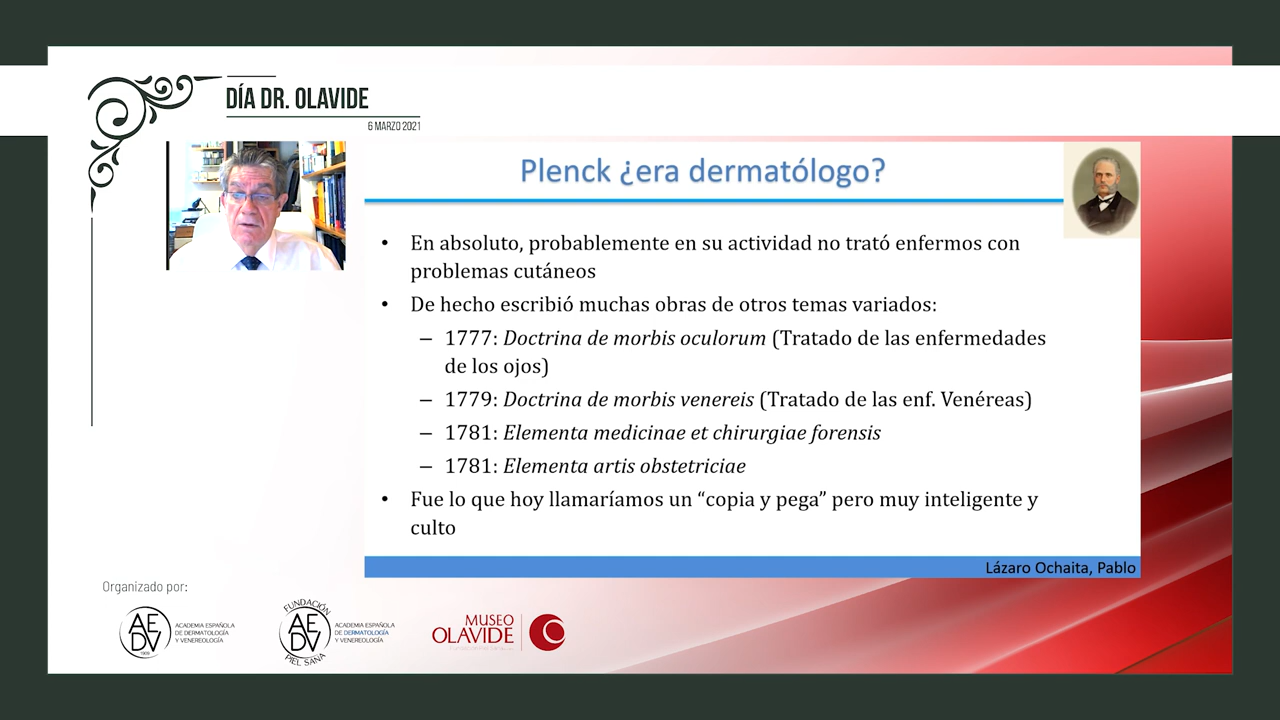 DÍA DR. OLAVIDE
6 MARZO 2021
Plenck ¿era dermatólogo?
• En absoluto, probablemente en su actividad no trató enfermos con
problemas cutáneos
• De hecho escribió muchas obras de otros temas variados:
– 1777: Doctrina de morbis oculorum (Tratado de las enfermedades
de los ojos)
– 1779: Doctrina de morbis venereis (Tratado de las enf. Venéreas)
– 1781: Elementa medicinae et chirurgiae forensis
– 1781: Elementa artis obstetriciae
• Fue lo que hoy llamaríamos un “copia y pega” pero muy inteligente y
culto
Lázaro Ochaita, Pablo
Organizado por:
AEDV
1909
ACADEMIA ESPAÑOLA
DE DERMATOLOGÍA
Y VENEREOLOGÍA
FUNDACIÓN
AEDV
PIEL SANA
ACADEMIA ESPAÑOLA
DE DERMATOLOGÍA
Y VENEREOLOGÍA
MUSEO
OLAVIDE